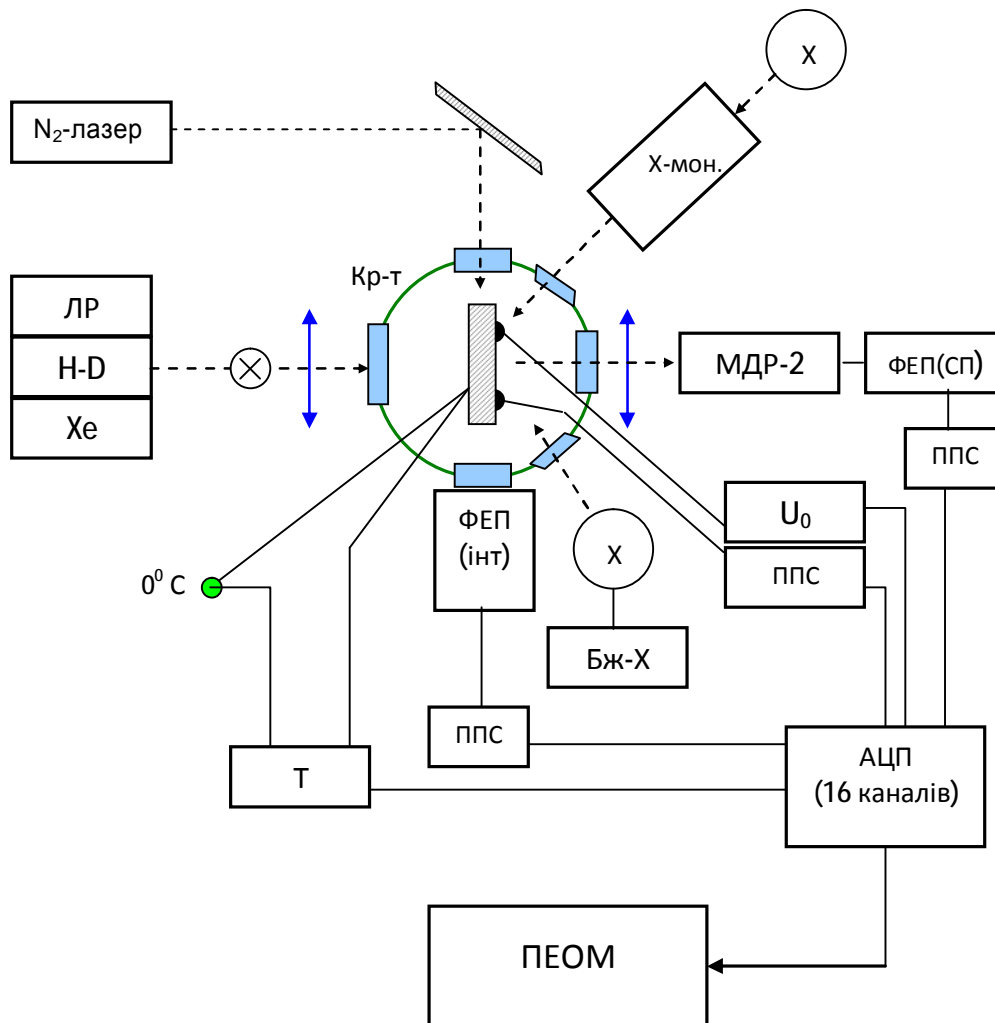 X
N₂-лазер
Х-мон.
Кр-т
ЛР
H-D
Xe
МДР-2
ФЕП(СП)
ППС
U₀
ППС
ФЕП
(інт)
X
0⁰ C
Бж-Х
ППС
T
АЦП
(16 каналів)
ПЕОМ